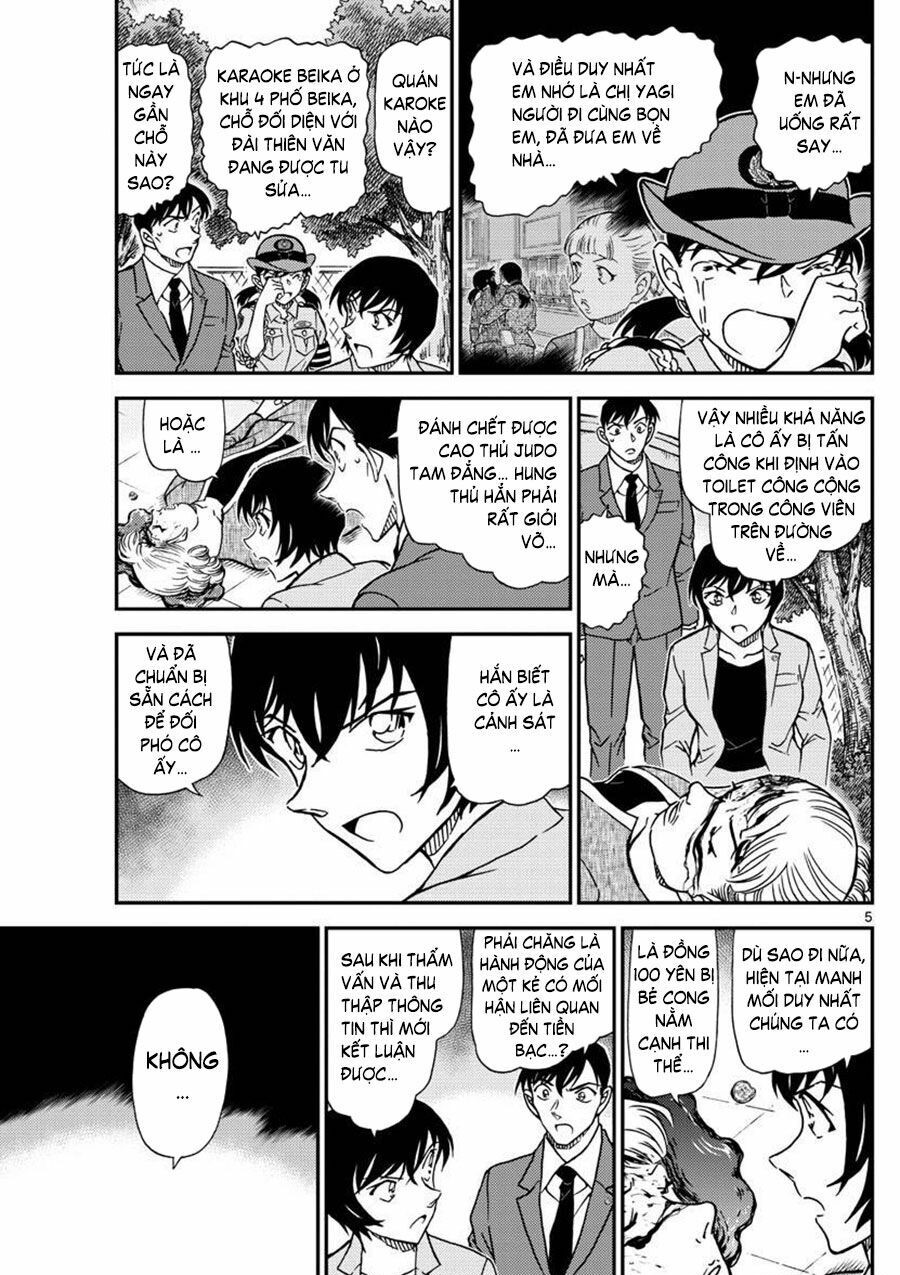 N-NHƯNG
EM ĐÃ
UỐNG RẤT
SAY...
VÀ ĐIỀU DUY NHẤT
EM NHỚ LÀ CHỊ YAGI
NGƯỜI ĐI CÙNG BỌN
EM, ĐÃ ĐƯA EM VỀ
NHÀ...
QUÁN
KAROKE
NÀO
VẬY?
KARAOKE BEIKA Ở
KHU 4 PHỐ BEIKA,
CHỖ ĐỐI DIỆN VỚI
ĐÀI THIÊN VĂN
ĐANG ĐƯỢC TU
SỬA...
TỨC LÀ
NGAY
GẦN
CHỖ
NÀY
SAO?
VẬY NHIỀU KHẢ NĂNG
LÀ CÔ ẤY BỊ TẤN
CÔNG KHI ĐỊNH VÀO
TOILET CÔNG CỘNG
TRONG CÔNG VIÊN
TRÊN ĐƯỜNG
VỀ...
NHƯNG
MÀ...
ĐÁNH CHẾT ĐƯỢC
CAO THỦ JUDO
TAM ĐẲNG... HUNG
THỦ HẮN PHẢI
RẤT GIỎI
VÕ...
HOẶC
LÀ ...
HẮN BIẾT
CÔ ẤY LÀ
CẢNH SÁT
...
VÀ ĐÃ
CHUẨN BỊ
SẴN CÁCH
ĐỂ ĐỐI
PHÓ CÔ
ẤY...
5
DÙ SAO ĐI NỮA,
HIỆN TẠI MANH
MỐI DUY NHẤT
CHÚNG TA CÓ
...
LÀ ĐỒNG
100 YÊN BỊ
BẺ CONG
NẰM
CẠNH THI
THỂ...
PHẢI CHĂNG LÀ
HÀNH ĐỘNG CỦA
MỘT KẺ CÓ MỐI
HẬN LIÊN QUAN
ĐẾN TIỀN
BẠC...?
SAU KHI THẨM
VẤN VÀ THU
THẬP THÔNG
TIN THÌ MỚI
KẾT LUẬN
ĐƯỢC...
KHÔNG
...